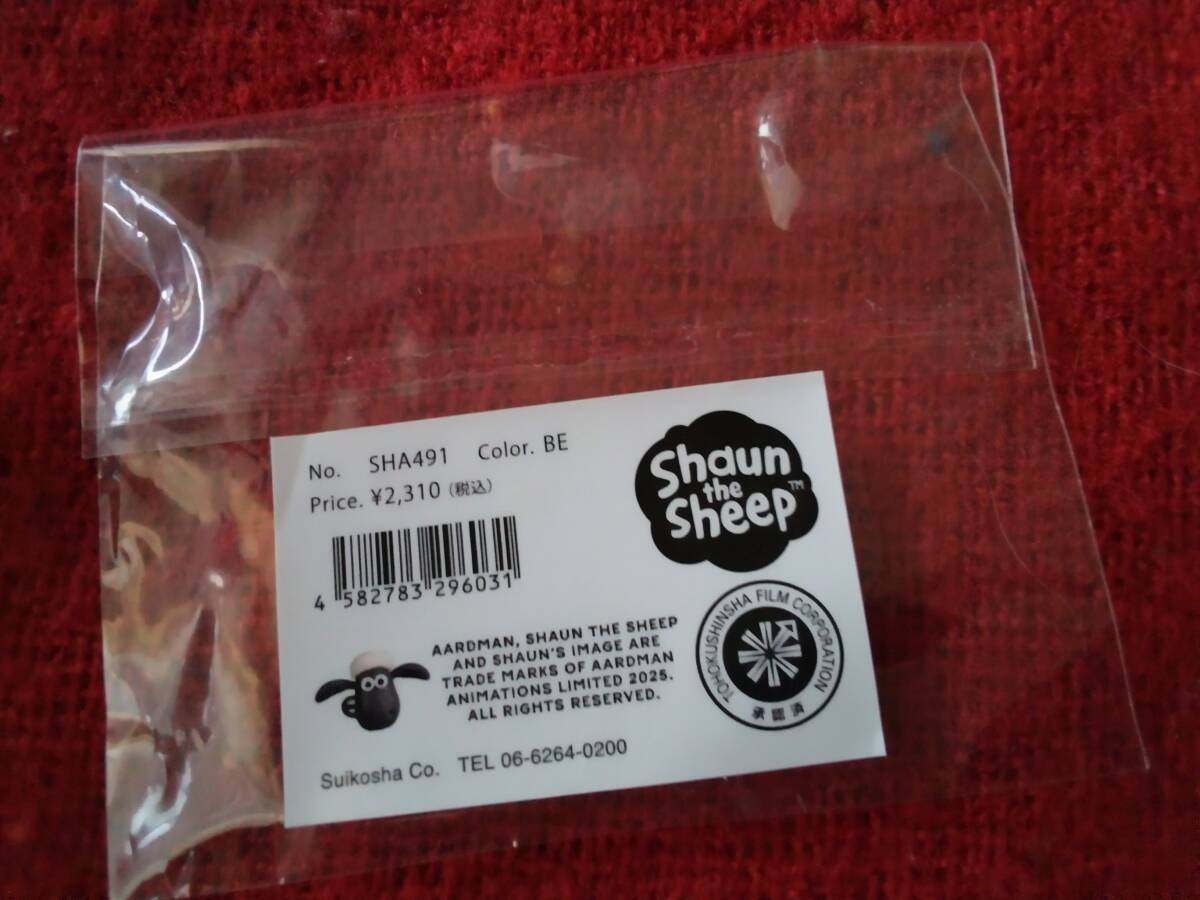 No. SHA491 Color. BE
Price. ¥2,310 (税込)
4 582783 296031
Shaun
the
Sheep™
AARDMAN, SHAUN THE SHEEP
AND SHAUN'S IMAGE ARE
TRADE MARKS OF AARDMAN
ANIMATIONS LIMITED 2025.
ALL RIGHTS RESERVED.
TOHOKUSHINSHA FILM CORPORATION
承認済
Suikosha Co. TEL 06-6264-0200